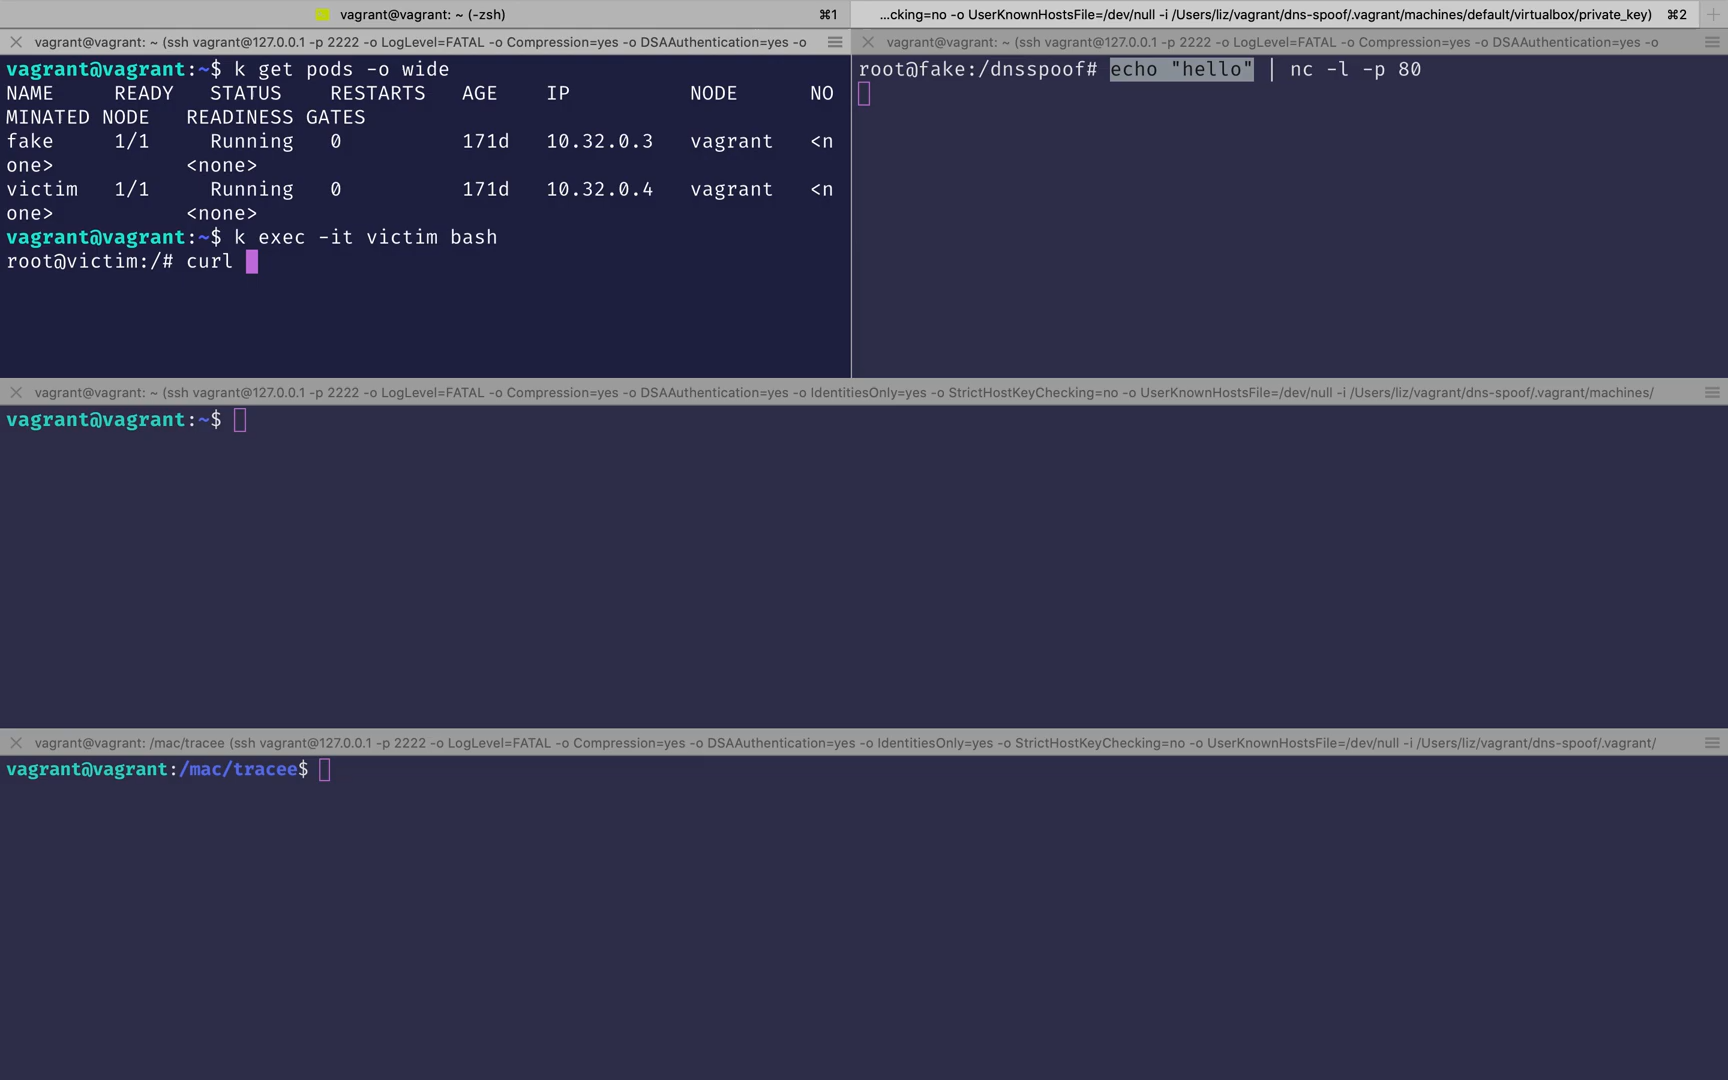 vagrant@vagrant: ~ (-zsh) ⌘1
...cking=no -o UserKnownHostsFile=/dev/null -i /Users/liz/vagrant/dns-spoof/.vagrant/machines/default/virtualbox/private_key) ⌘2
vagrant@vagrant: ~ (ssh vagrant@127.0.0.1 -p 2222 -o LogLevel=FATAL -o Compression=yes -o DSAAuthentication=yes -o
vagrant@vagrant:~$ k get pods -o wide
NAME READY STATUS RESTARTS AGE IP NODE NO
MINATED NODE READINESS GATES
fake 1/1 Running 0 171d 10.32.0.3 vagrant <n
one> <none>
victim 1/1 Running 0 171d 10.32.0.4 vagrant <n
one> <none>
vagrant@vagrant:~$ k exec -it victim bash
root@victim:/# curl
vagrant@vagrant: ~ (ssh vagrant@127.0.0.1 -p 2222 -o LogLevel=FATAL -o Compression=yes -o DSAAuthentication=yes -o
root@fake:/dnsspoof# echo "hello" | nc -l -p 80
vagrant@vagrant: ~ (ssh vagrant@127.0.0.1 -p 2222 -o LogLevel=FATAL -o Compression=yes -o DSAAuthentication=yes -o IdentitiesOnly=yes -o StrictHostKeyChecking=no -o UserKnownHostsFile=/dev/null -i /Users/liz/vagrant/dns-spoof/.vagrant/machines/
vagrant@vagrant:~$
vagrant@vagrant: /mac/tracee (ssh vagrant@127.0.0.1 -p 2222 -o LogLevel=FATAL -o Compression=yes -o DSAAuthentication=yes -o IdentitiesOnly=yes -o StrictHostKeyChecking=no -o UserKnownHostsFile=/dev/null -i /Users/liz/vagrant/dns-spoof/.vagrant/
vagrant@vagrant:/mac/tracee$